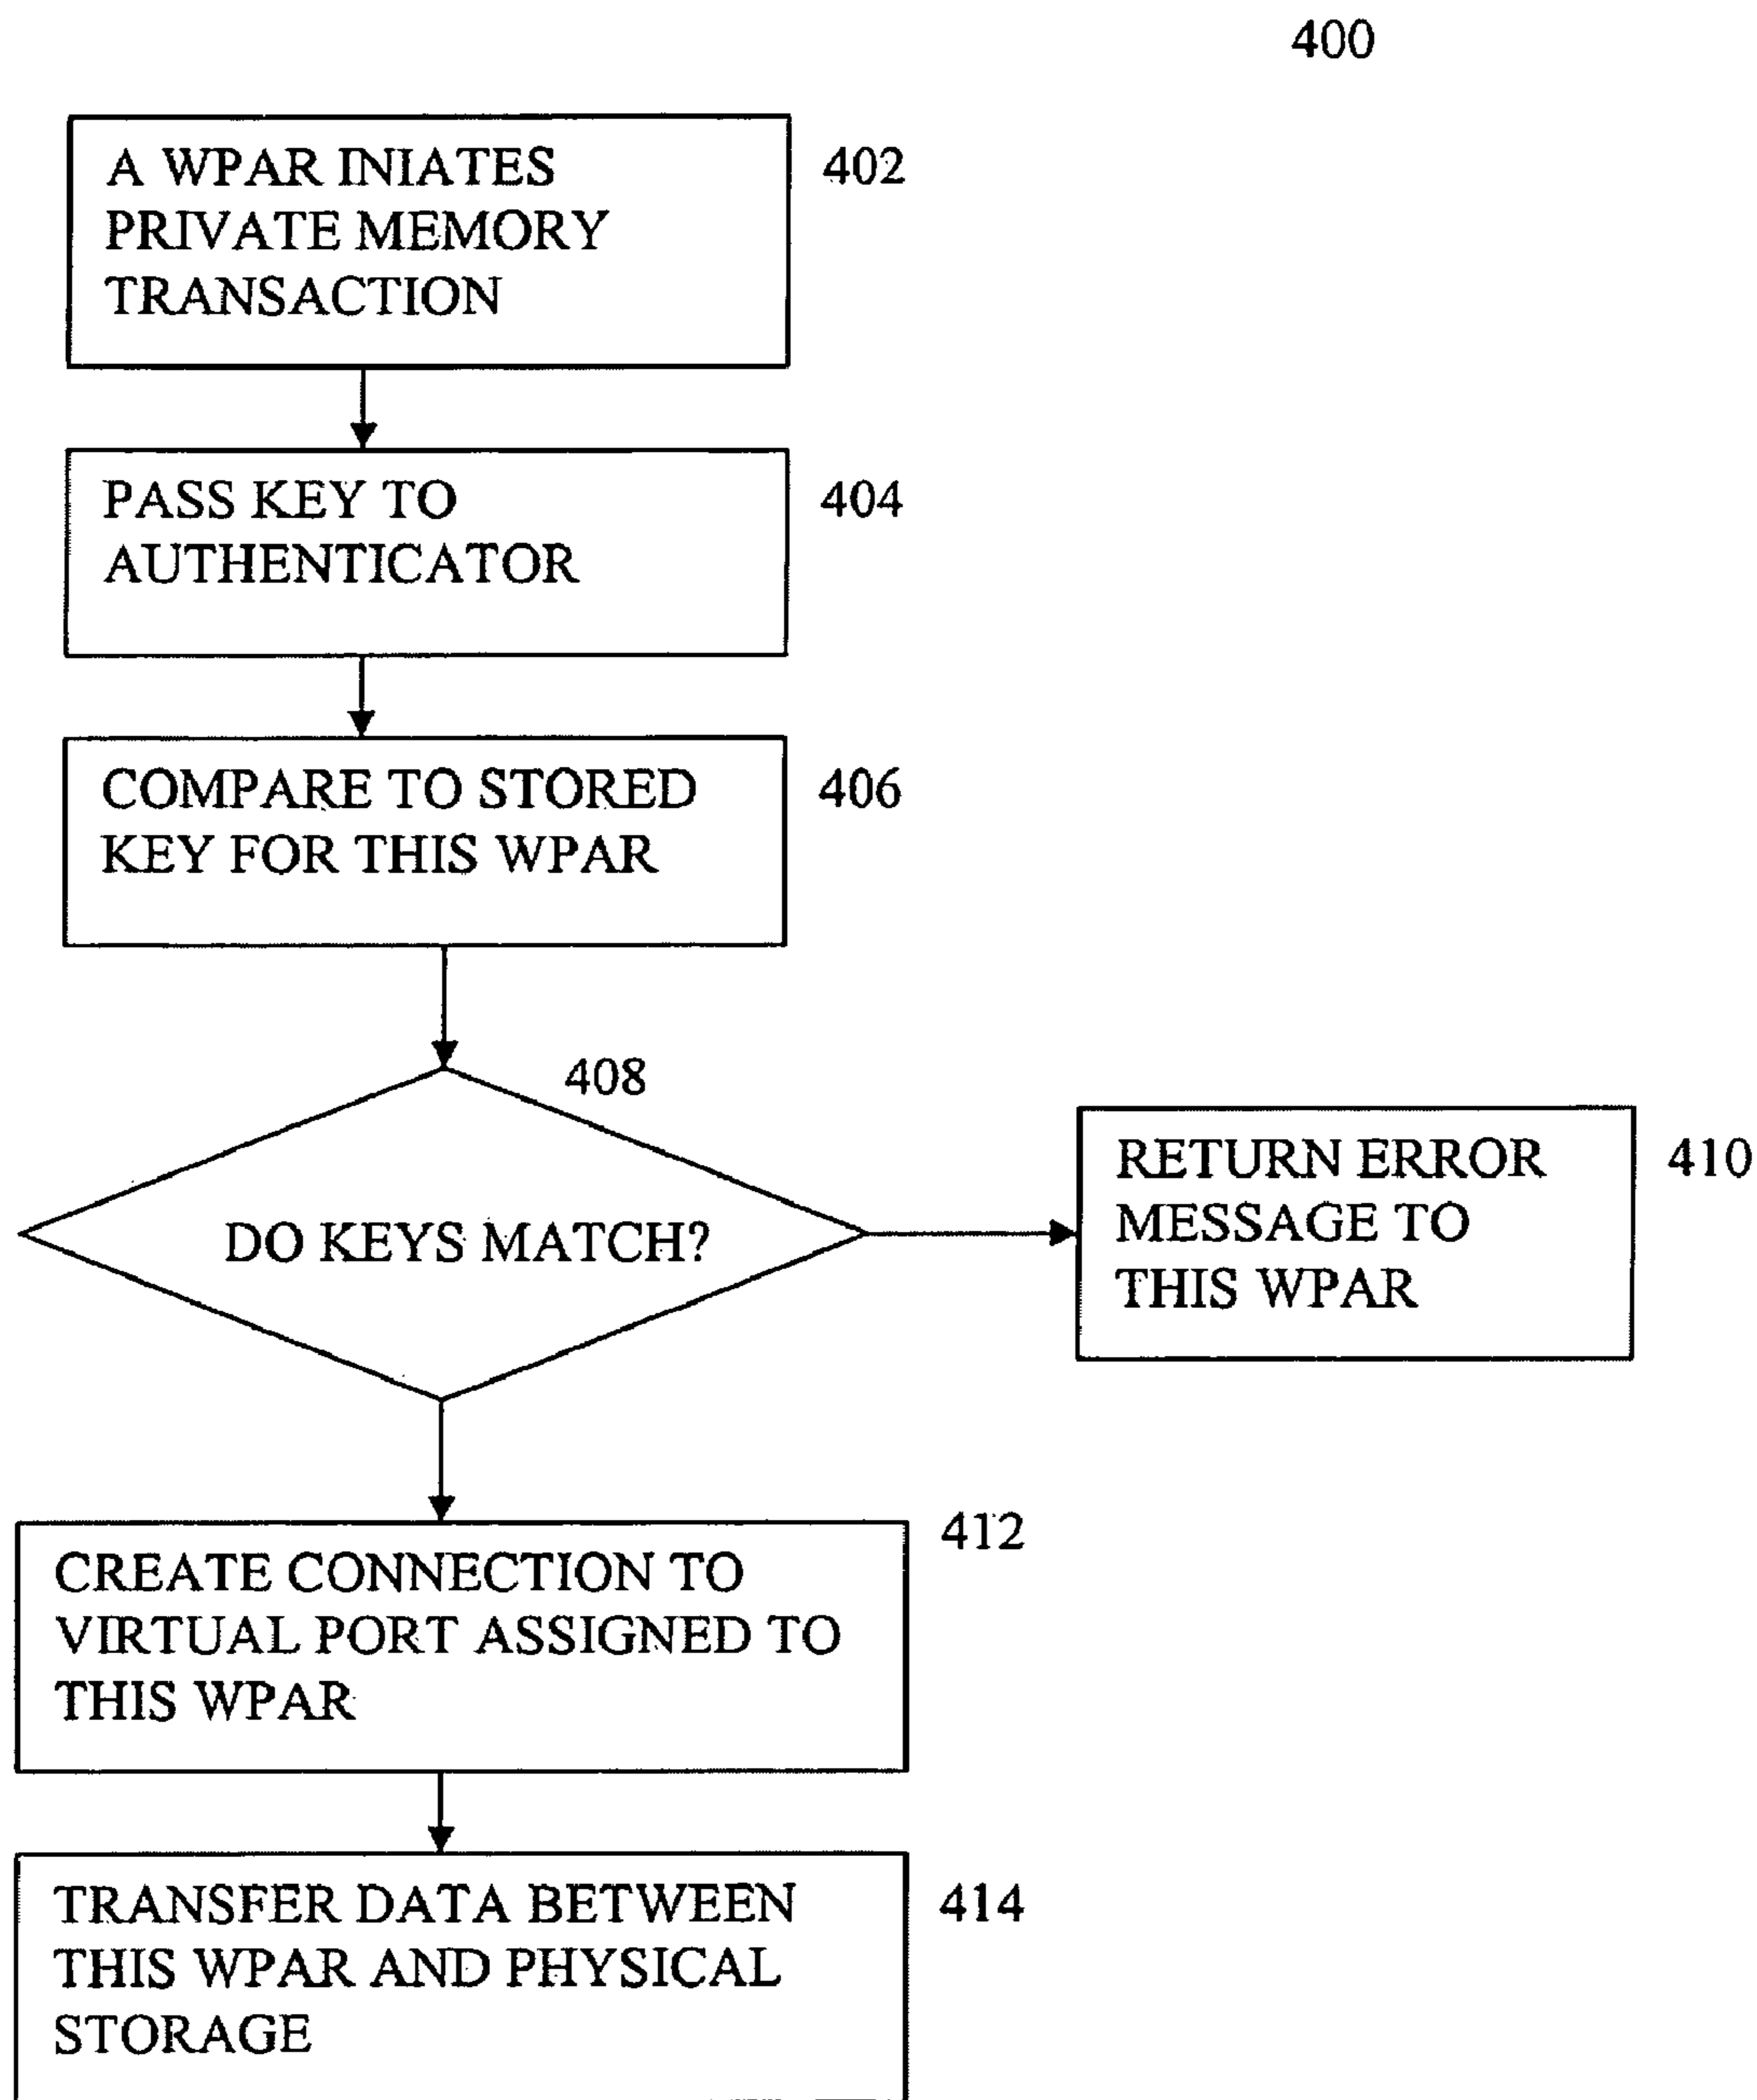 400
A WPAR INIATES
PRIVATE MEMORY
TRANSACTION
402
PASS KEY TO
AUTHENTICATOR
404
COMPARE TO STORED
KEY FOR THIS WPAR
406
408
DO KEYS MATCH?
RETURN ERROR
MESSAGE TO
THIS WPAR
410
CREATE CONNECTION TO
VIRTUAL PORT ASSIGNED TO
THIS WPAR
412
TRANSFER DATA BETWEEN
THIS WPAR AND PHYSICAL
STORAGE
414